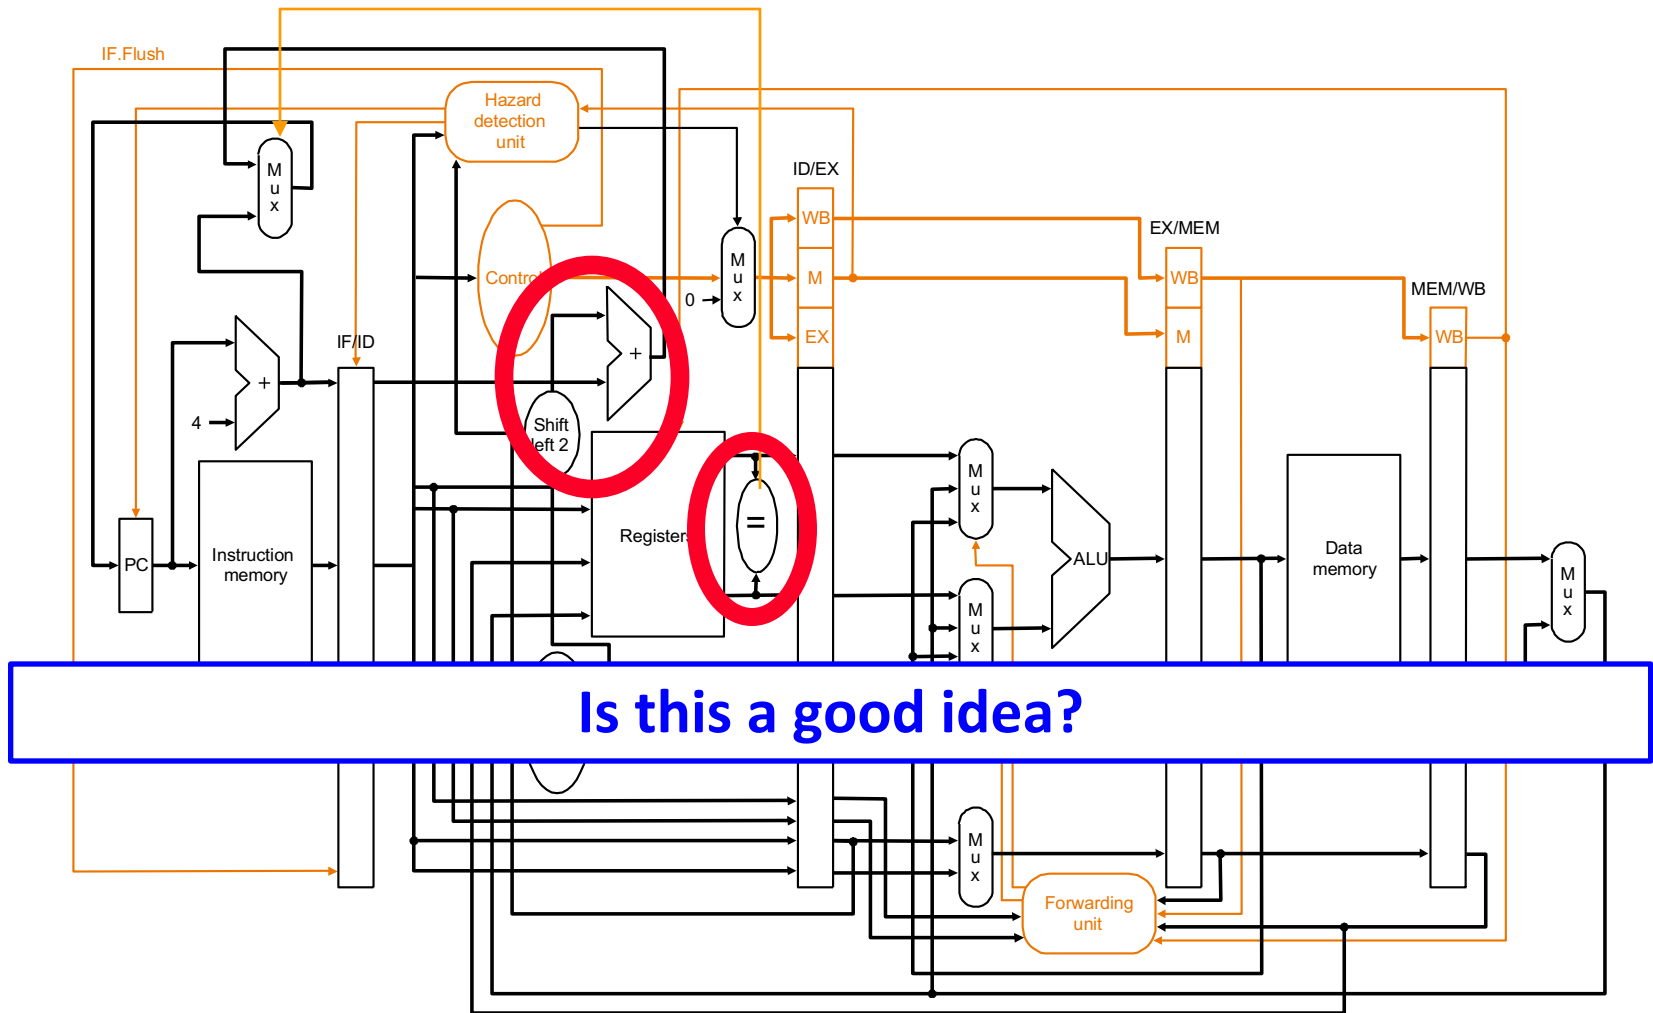 IF.Flush
Hazard
detection
unit
M
u
x
ID/EX
WB
EX/MEM
Control
M
u
x
M
WB
MEM/WB
0
IF/ID
+
EX
M
WB
+
4
Shift
left 2
M
u
x
=
Registers
PC
Instruction
memory
ALU
Data
memory
M
u
x
M
u
x
Is this a good idea?
M
u
x
Forwarding
unit